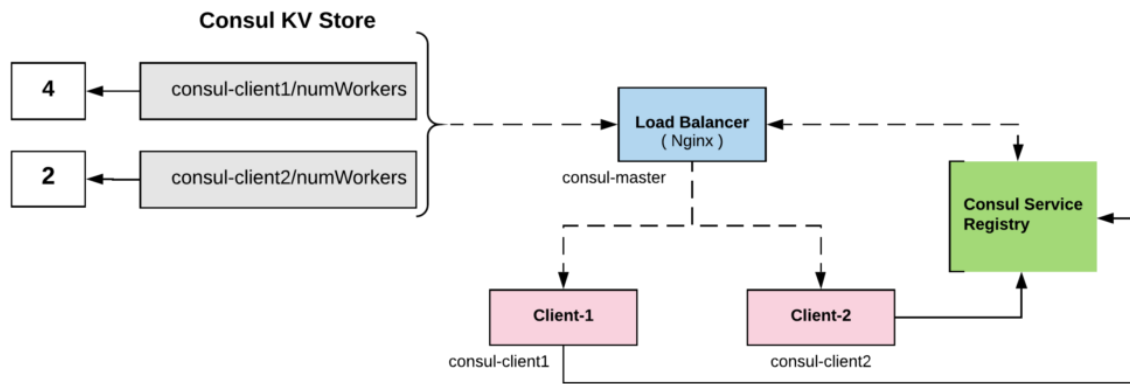 Consul KV Store
4
consul-client1/numWorkers
2
consul-client2/numWorkers
Load Balancer
( Nginx )
consul-master
Consul Service
Registry
Client-1
consul-client1
Client-2
consul-client2